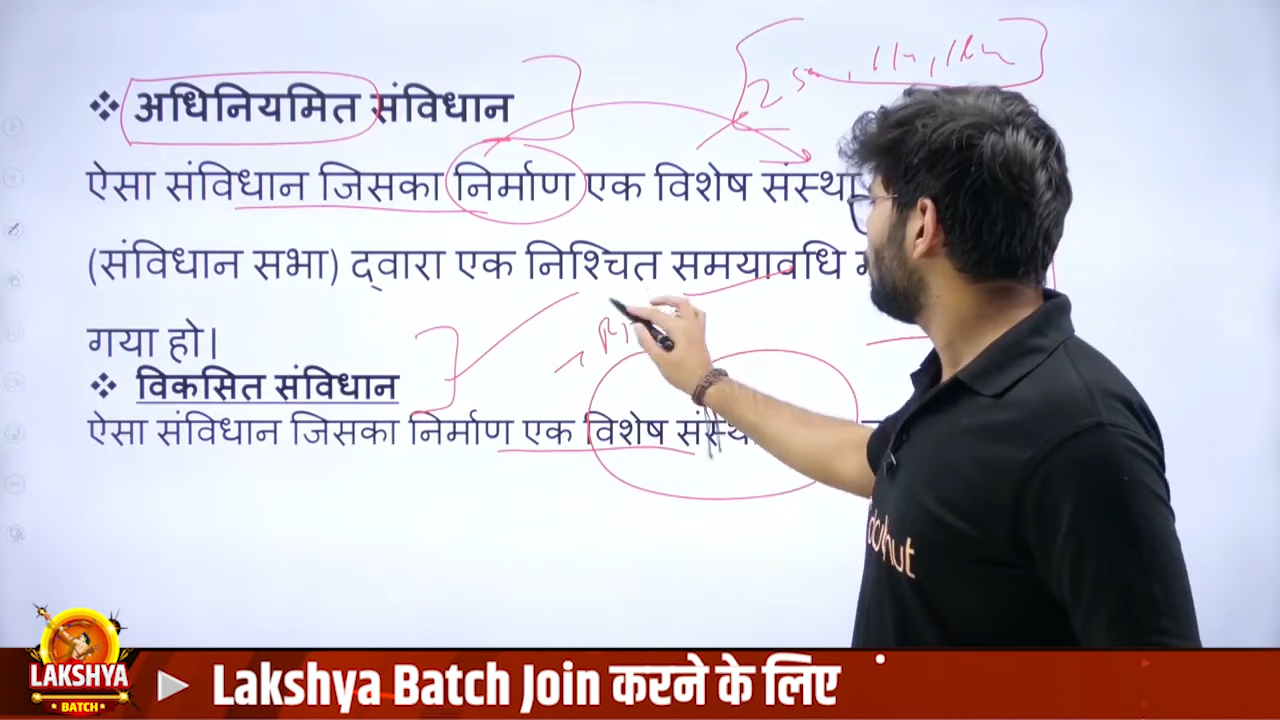 ❖ अधिनियमित संविधान
ऐसा संविधान जिसका निर्माण एक विशेष संस्था
(संविधान सभा) द्वारा एक निश्चित समयावधि
गया हो।
❖ विकसित संविधान
ऐसा संविधान जिसका निर्माण एक विशेष
LAKSHYA
BATCH
Lakshya Batch Join करने के लिए